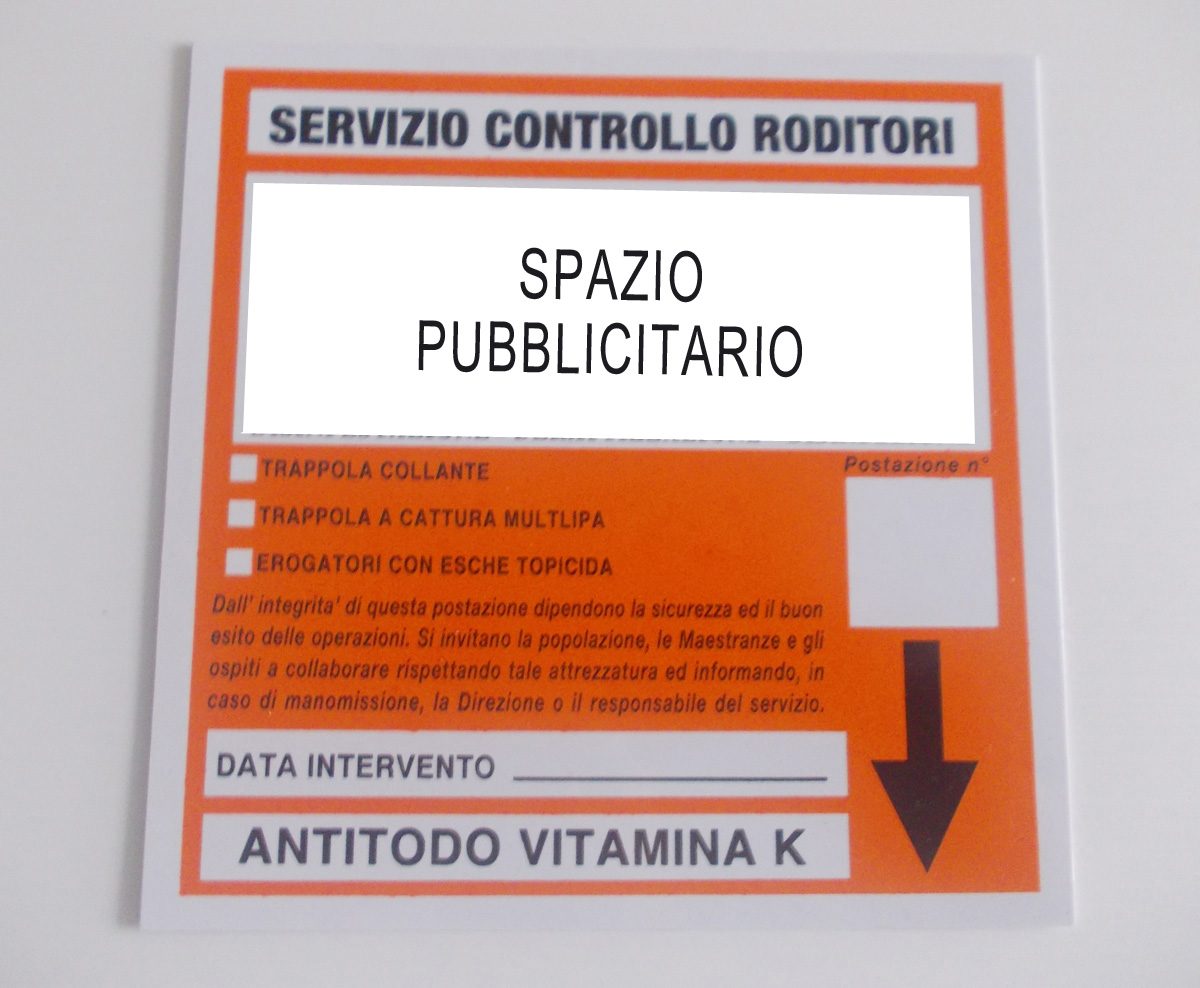 SERVIZIO CONTROLLO RODITORI
SPAZIO
PUBBLICITARIO
TRAPPOLA COLLANTE
TRAPPOLA A CATTURA MULTLIPA
EROGATORI CON ESCHE TOPICIDA
Postazione n°
Dall' integrita' di questa postazione dipendono la sicurezza ed il buon
esito delle operazioni. Si invitano la popolazione, le Maestranze e gli
ospiti a collaborare rispettando tale attrezzatura ed informando, in
caso di manomissione, la Direzione o il responsabile del servizio.
DATA INTERVENTO
ANTITODO VITAMINA K